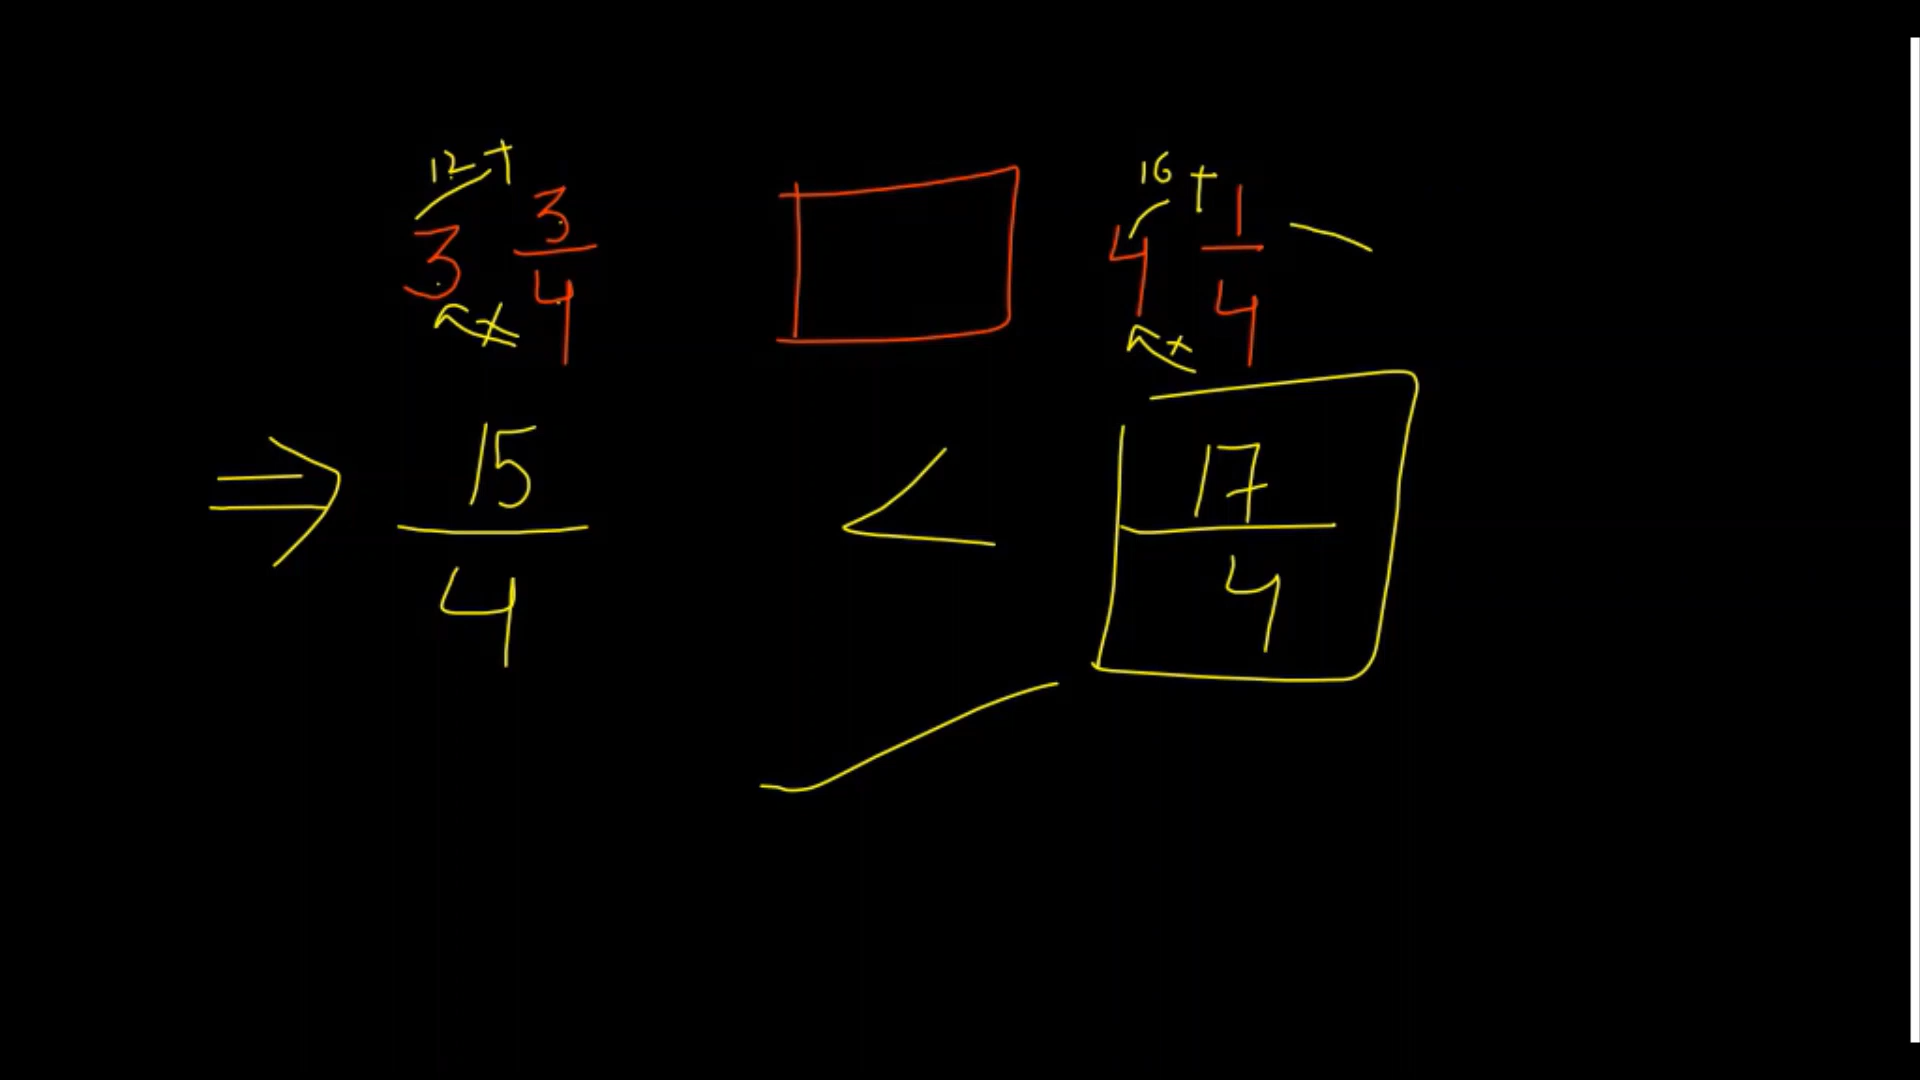 12 + 16 +
3 3/4 □ 4 1/4
× ×
⇒ 15/4 < 17/4